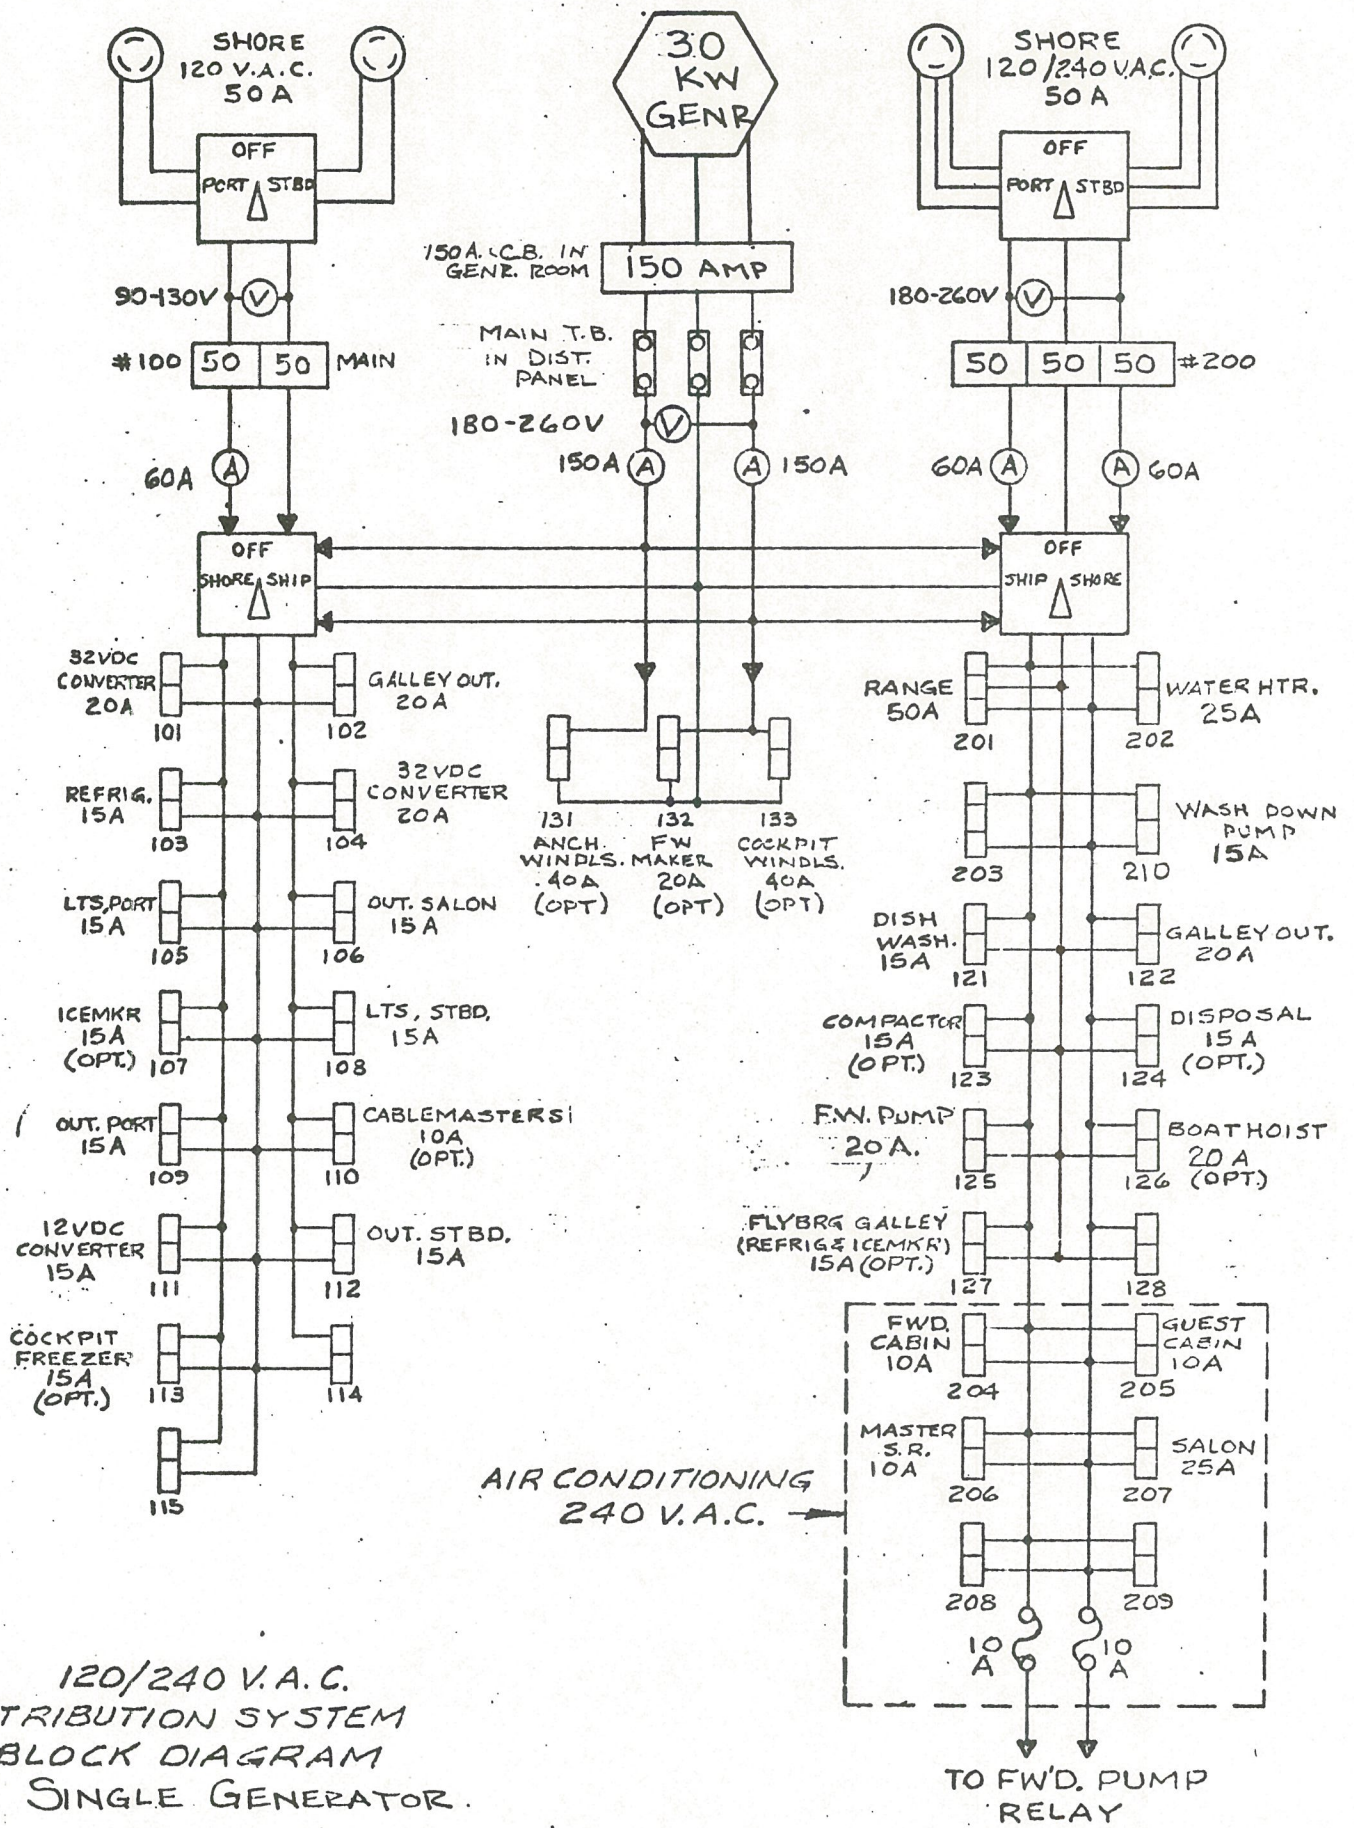 SHORE
120 V.A.C.
50 A
OFF
PORT STBD
90-130V
V
#100
50
50
MAIN
60A
A
OFF
SHORE SHIP
30
KW
GENR
150A. C.B. IN
GENR. ROOM
150 AMP
MAIN T.B.
IN DIST.
PANEL
180-260V
V
150A
A
A
150A
SHORE
120/240 V.A.C.
50 A
OFF
PORT STBD
180-260V
V
50
50
50
#200
60A
A
A
60A
OFF
SHIP SHORE
32VDC
CONVERTER
20A
101
GALLEY OUT.
20A
102
REFRIG.
15A
103
32VDC
CONVERTER
20A
104
LTS, PORT
15A
105
OUT. SALON
15A
106
ICEMKR
15A
(OPT.)
107
LTS, STBD.
15A
108
OUT. PORT
15A
109
CABLEMASTERS
10A
(OPT.)
110
12VDC
CONVERTER
15A
111
OUT. STBD.
15A
112
COCKPIT
FREEZER
15A
(OPT.)
113
114
115
131
ANCH.
WINDLS.
40A
(OPT)
132
FW
MAKER
20A
(OPT)
133
COCKPIT
WINDLS.
40A
(OPT)
RANGE
50A
201
WATER HTR.
25A
202
203
WASH DOWN
PUMP
15A
210
DISH
WASH.
15A
121
GALLEY OUT.
20A
122
COMPACTOR
15A
(OPT.)
123
DISPOSAL
15A
(OPT.)
124
F.W. PUMP
20A.
125
BOAT HOIST
20A
(OPT.)
126
FLYBRG GALLEY
(REFRIG & ICEMKR)
15A (OPT.)
127
128
FWD.
CABIN
10A
204
GUEST
CABIN
10A
205
MASTER
S.R.
10A
206
SALON
25A
207
208
209
10
A
10
A
AIR CONDITIONING
240 V.A.C.
TO FW'D. PUMP
RELAY
120/240 V.A.C.
TRIBUTION SYSTEM
BLOCK DIAGRAM
SINGLE GENERATOR.